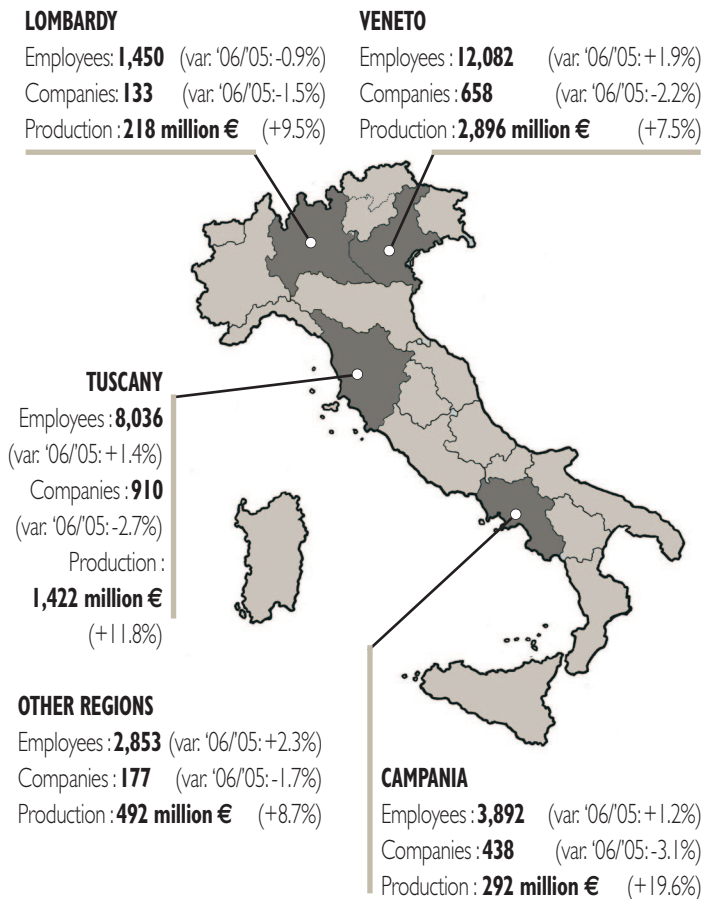 LOMBARDY
Employees: 1,450 (var. ‘06/’05: -0.9%)
Companies: 133 (var. ‘06/’05:-1.5%)
Production : 218 million € (+9.5%)
VENETO
Employees : 12,082 (var. ‘06/’05: +1.9%)
Companies : 658 (var. ‘06/’05: -2.2%)
Production : 2,896 million € (+7.5%)
TUSCANY
Employees : 8,036
(var. ‘06/’05: +1.4%)
Companies : 910
(var. ‘06/’05: -2.7%)
Production :
1,422 million €
(+11.8%)
OTHER REGIONS
Employees : 2,853 (var. ‘06/’05: +2.3%)
Companies : 177 (var. ‘06/’05: -1.7%)
Production : 492 million € (+8.7%)
CAMPANIA
Employees : 3,892 (var. ‘06/’05: +1.2%)
Companies : 438 (var. ‘06/’05: -3.1%)
Production : 292 million € (+19.6%)